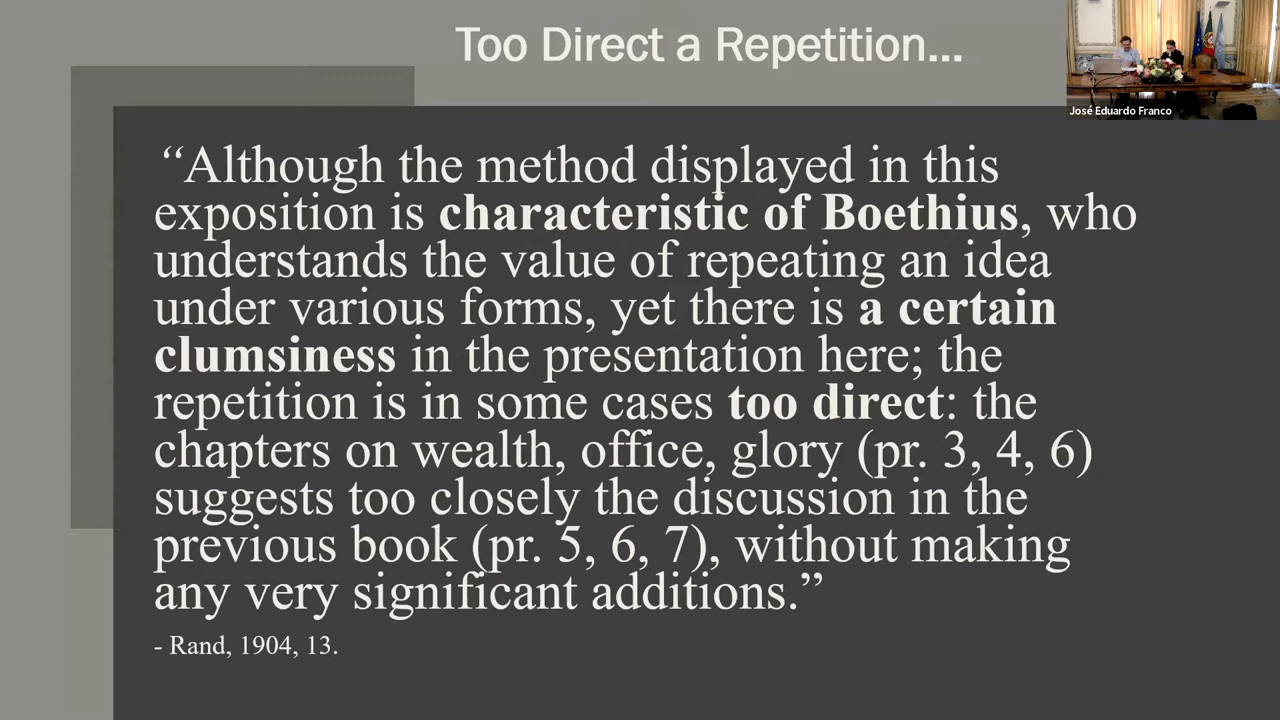 Too Direct a Repetition...
José Eduardo Franco
“Although the method displayed in this
exposition is characteristic of Boethius, who
understands the value of repeating an idea
under various forms, yet there is a certain
clumsiness in the presentation here; the
repetition is in some cases too direct: the
chapters on wealth, office, glory (pr. 3, 4, 6)
suggests too closely the discussion in the
previous book (pr. 5, 6, 7), without making
any very significant additions.”
- Rand, 1904, 13.